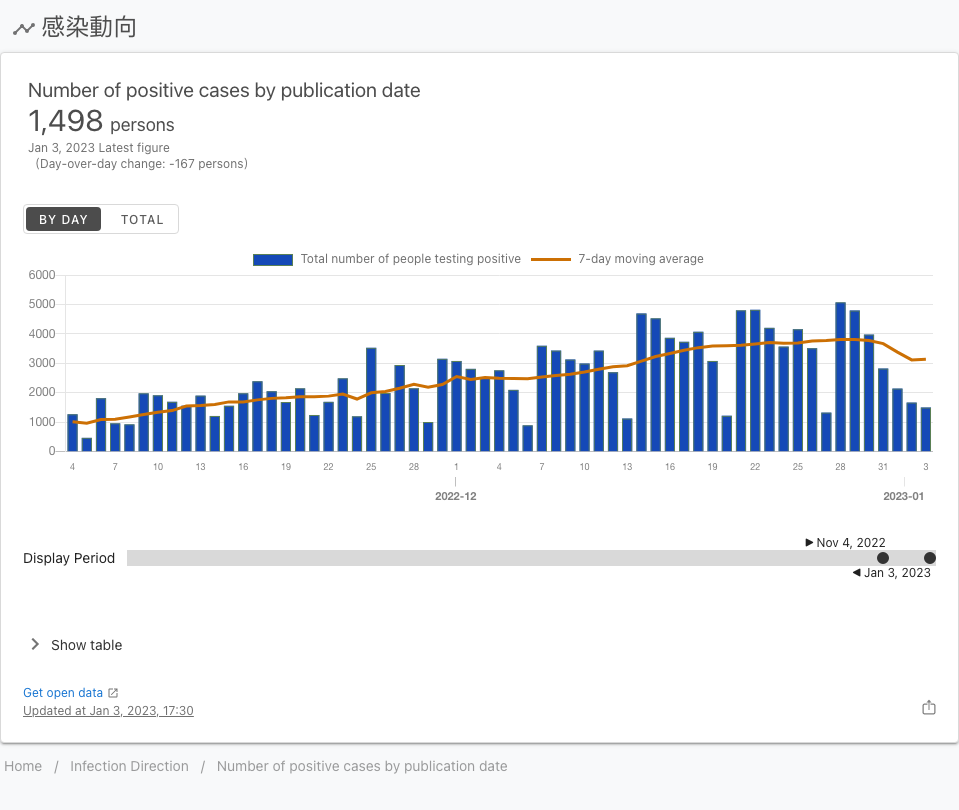 感染動向
Number of positive cases by publication date
1,498 persons
Jan 3, 2023 Latest figure
(Day-over-day change: -167 persons)
BY DAY TOTAL
Total number of people testing positive 7-day moving average
6000
5000
4000
3000
2000
1000
0
4 7 10 13 16 19 22 25 28 1 4 7 10 13 16 19 22 25 28 31 3
2022-12 2023-01
Nov 4, 2022
Display Period
Jan 3, 2023
Show table
Get open data
Updated at Jan 3, 2023, 17:30
Home / Infection Direction / Number of positive cases by publication date